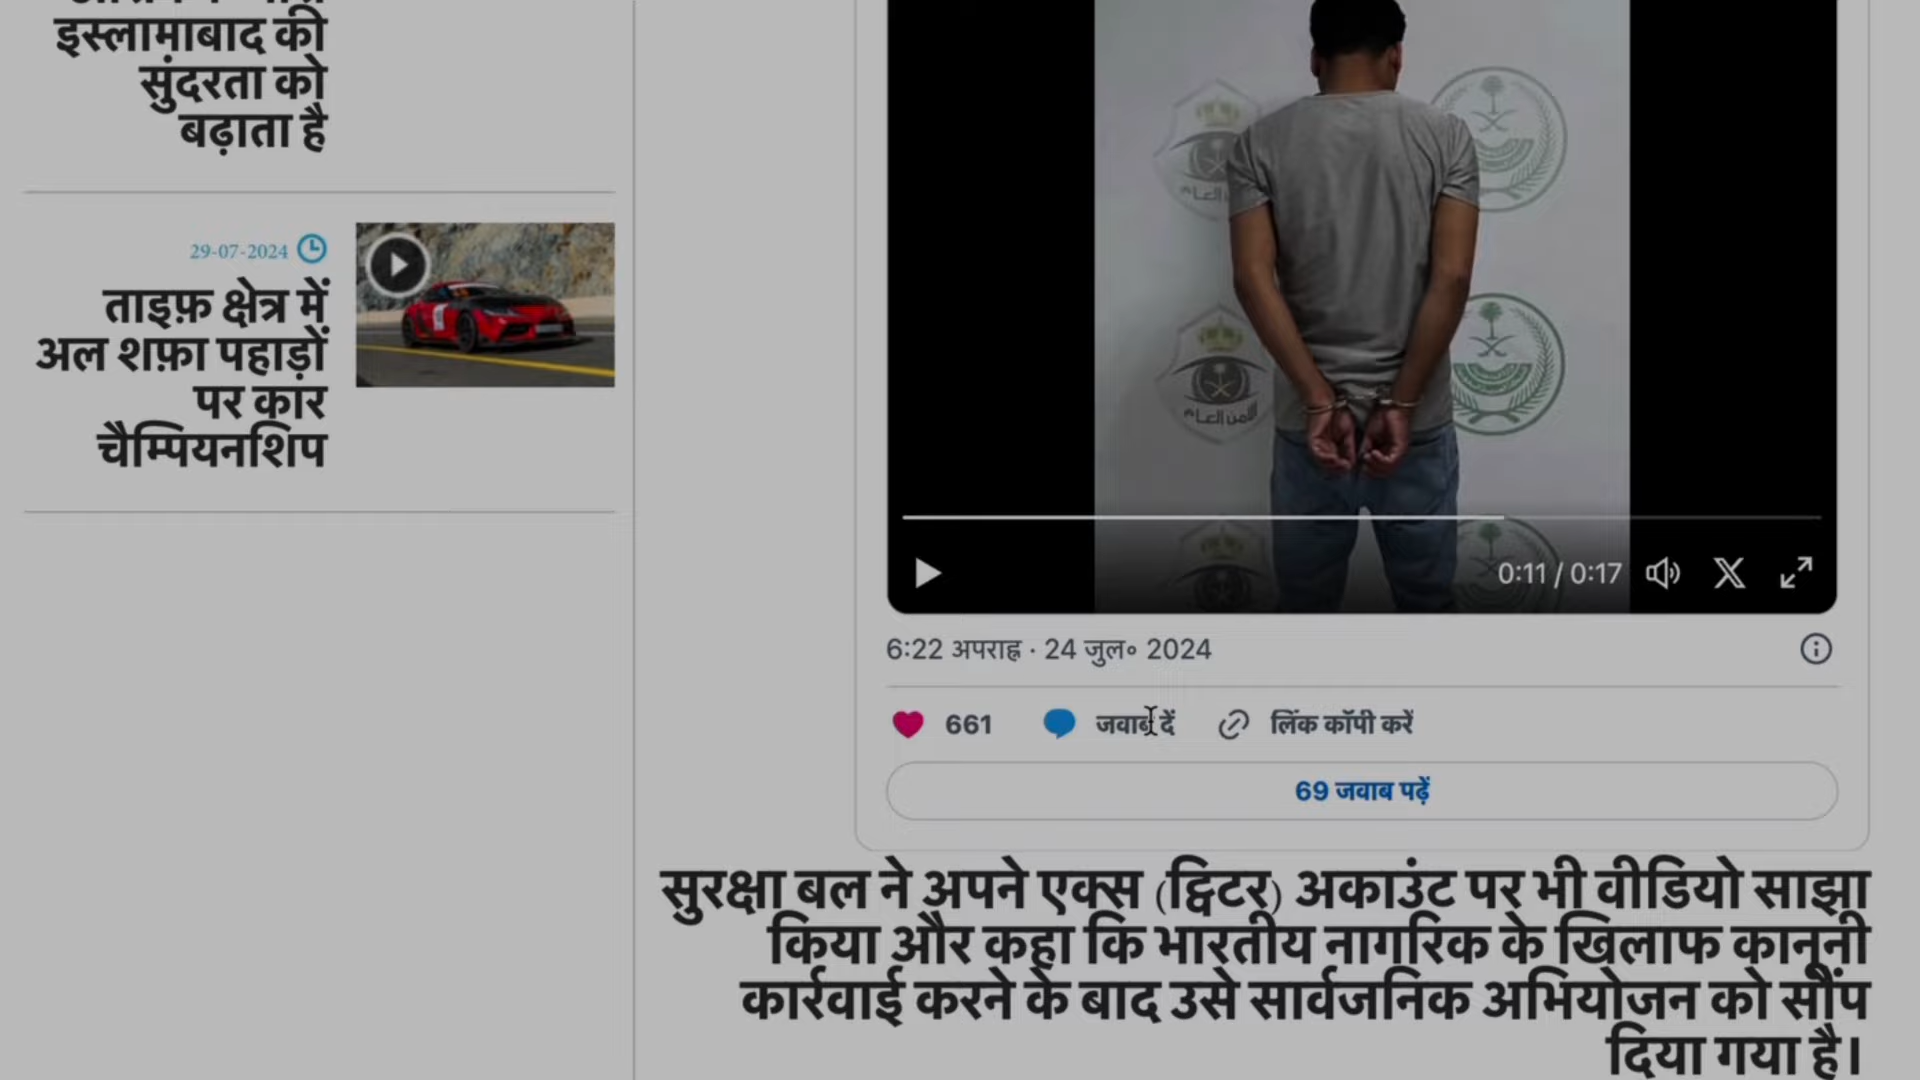 इस्लामाबाद की
सुंदरता को
बढ़ाता है
29-07-2024
ताइफ़ क्षेत्र में
अल शफ़ा पहाड़ों
पर कार
चैम्पियनशिप
الأمن العام
0:11 / 0:17
6:22 अपराह्न · 24 जुल॰ 2024
661 जवाब दें लिंक कॉपी करें
69 जवाब पढ़ें
सुरक्षा बल ने अपने एक्स (ट्विटर) अकाउंट पर भी वीडियो साझा
किया और कहा कि भारतीय नागरिक के खिलाफ कानूनी
कार्रवाई करने के बाद उसे सार्वजनिक अभियोजन को सौंप
दिया गया है।